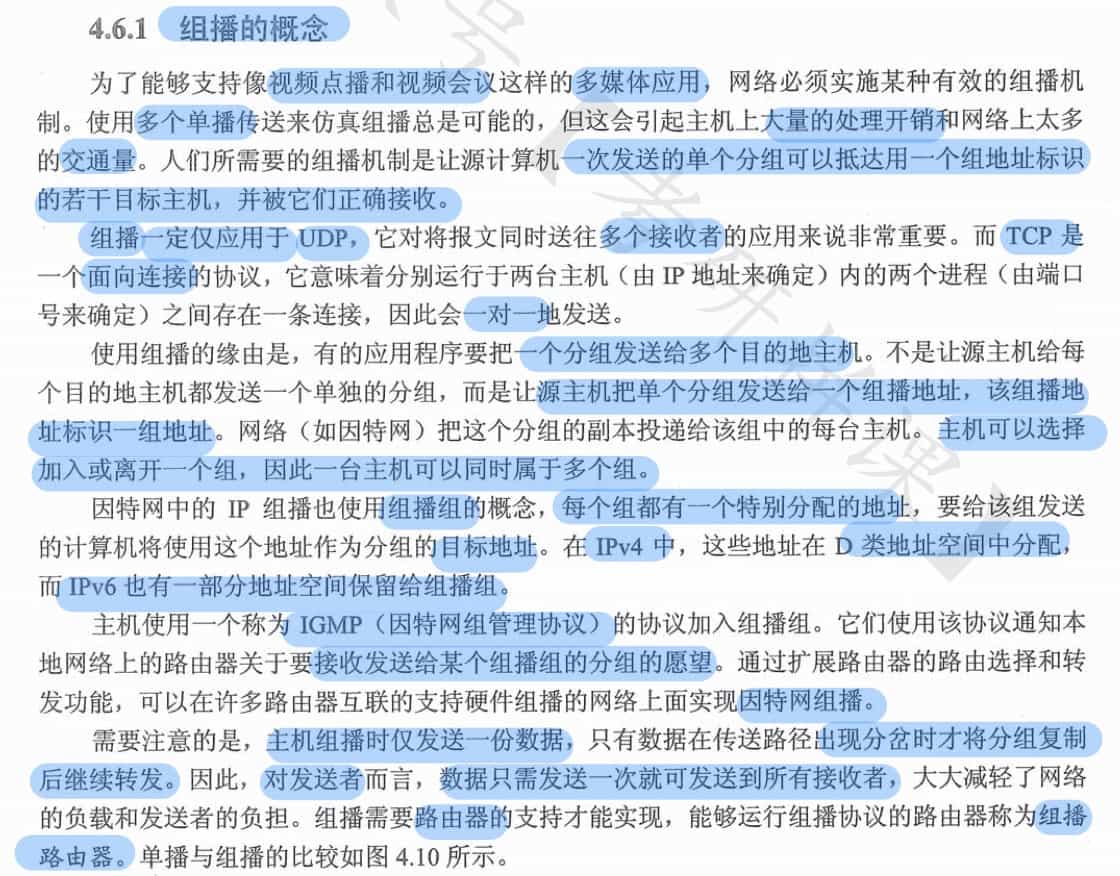 4.6.1 组播的概念
为了能够支持像视频点播和视频会议这样的多媒体应用，网络必须实施某种有效的组播机
制。使用多个单播传送来仿真组播总是可能的，但这会引起主机上大量的处理开销和网络上太多
的交通量。人们所需要的组播机制是让源计算机一次发送的单个分组可以抵达用一个组地址标识
的若干目标主机，并被它们正确接收。
组播一定仅应用于 UDP，它对将报文同时送往多个接收者的应用来说非常重要。而 TCP 是
一个面向连接的协议，它意味着分别运行于两台主机（由 IP 地址来确定）内的两个进程（由端口
号来确定）之间存在一条连接，因此会一对一地发送。
使用组播的缘由是，有的应用程序要把一个分组发送给多个目的地主机。不是让源主机给每
个目的地主机都发送一个单独的分组，而是让源主机把单个分组发送给一个组播地址，该组播地
址标识一组地址。网络（如因特网）把这个分组的副本投递给该组中的每台主机。主机可以选择
加入或离开一个组，因此一台主机可以同时属于多个组。
因特网中的 IP 组播也使用组播组的概念，每个组都有一个特别分配的地址，要给该组发送
的计算机将使用这个地址作为分组的目标地址。在 IPv4 中，这些地址在 D 类地址空间中分配，
而 IPv6 也有一部分地址空间保留给组播组。
主机使用一个称为 IGMP（因特网组管理协议）的协议加入组播组。它们使用该协议通知本
地网络上的路由器关于要接收发送给某个组播组的分组的愿望。通过扩展路由器的路由选择和转
发功能，可以在许多路由器互联的支持硬件组播的网络上面实现因特网组播。
需要注意的是，主机组播时仅发送一份数据，只有数据在传送路径出现分岔时才将分组复制
后继续转发。因此，对发送者而言，数据只需发送一次就可发送到所有接收者，大大减轻了网络
的负载和发送者的负担。组播需要路由器的支持才能实现，能够运行组播协议的路由器称为组播
路由器。单播与组播的比较如图 4.10 所示。